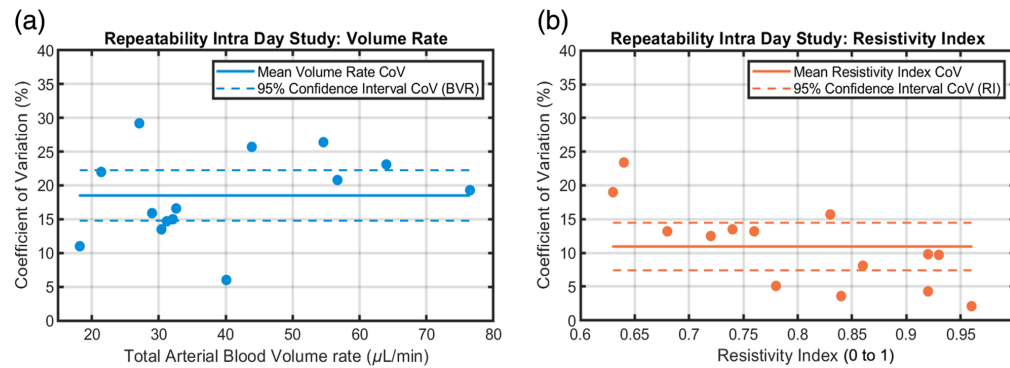 (a)
Repeatability Intra Day Study: Volume Rate
Mean Volume Rate CoV
95% Confidence Interval CoV (BVR)
Coefficient of Variation (%)
40
35
30
25
20
15
10
5
0
20 30 40 50 60 70 80
Total Arterial Blood Volume rate (μL/min)
(b)
Repeatability Intra Day Study: Resistivity Index
Mean Resistivity Index CoV
95% Confidence Interval CoV (RI)
Coefficient of Variation (%)
40
35
30
25
20
15
10
5
0
0.6 0.65 0.7 0.75 0.8 0.85 0.9 0.95
Resistivity Index (0 to 1)